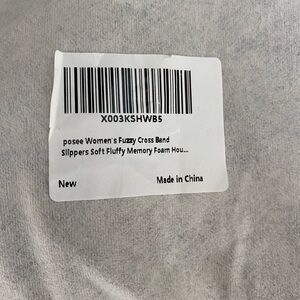 X003KSHWB5
posee Women's Fuzzy Cross Band
Slippers Soft Fluffy Memory Foam Hou...
New
Made in China